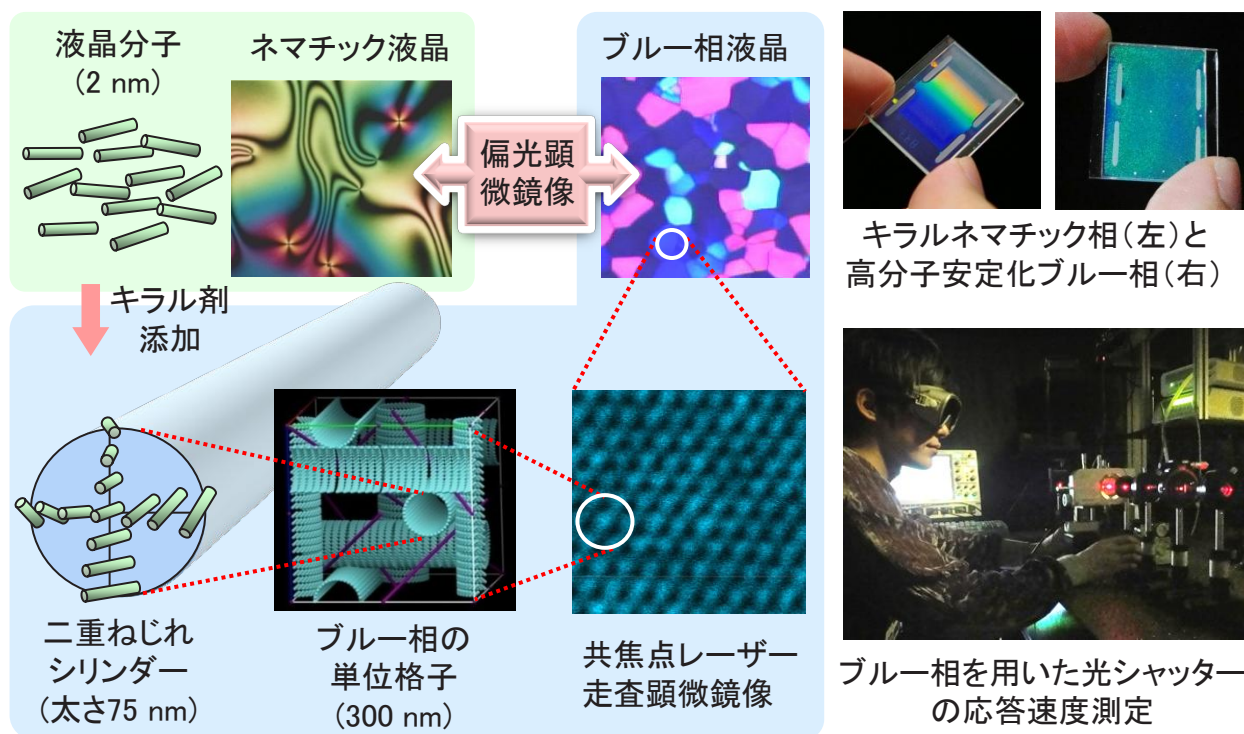 液晶分子
(2 nm)
ネマチック液晶
ブルー相液晶
偏光顕
微鏡像
キラル剤
添加
二重ねじれ
シリンダー
(太さ75 nm)
ブルー相の
単位格子
(300 nm)
共焦点レーザー
走査顕微鏡像
キラルネマチック相(左)と
高分子安定化ブルー相(右)
ブルー相を用いた光シャッター
の応答速度測定